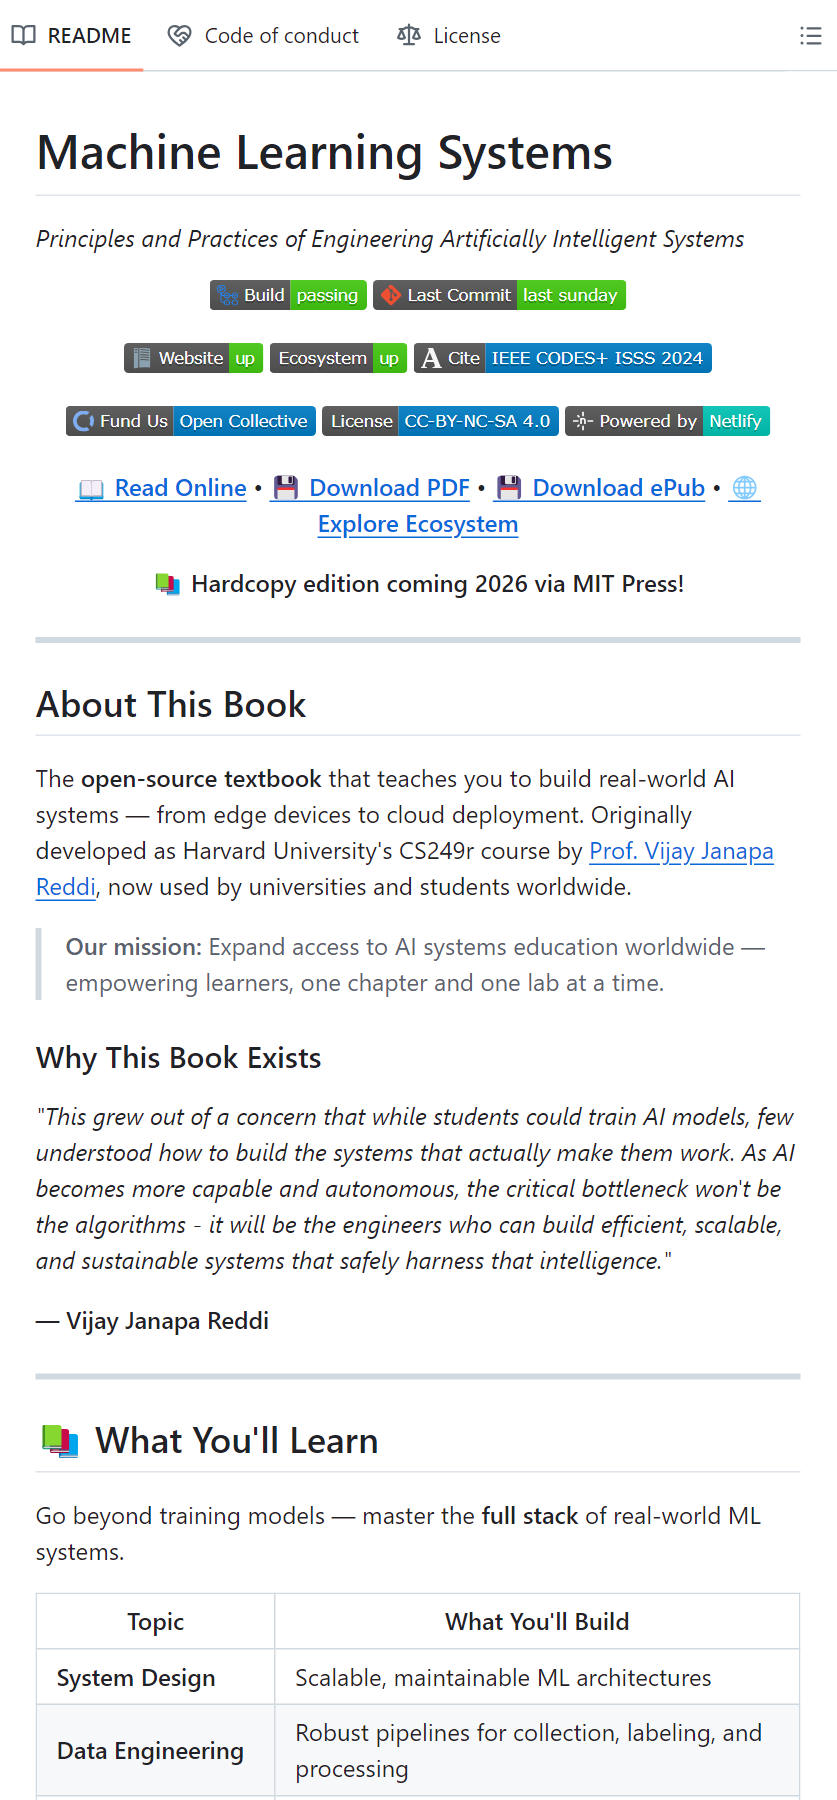 README Code of conduct License
Machine Learning Systems
Principles and Practices of Engineering Artificially Intelligent Systems
Build passing Last Commit last sunday
Website up Ecosystem up Cite IEEE CODES+ ISSS 2024
Fund Us Open Collective License CC-BY-NC-SA 4.0 Powered by Netlify
📖 Read Online • 💾 Download PDF • 💾 Download ePub • 🌐
Explore Ecosystem
📚 Hardcopy edition coming 2026 via MIT Press!
About This Book
The open-source textbook that teaches you to build real-world AI
systems — from edge devices to cloud deployment. Originally
developed as Harvard University's CS249r course by Prof. Vijay Janapa
Reddi, now used by universities and students worldwide.
Our mission: Expand access to AI systems education worldwide —
empowering learners, one chapter and one lab at a time.
Why This Book Exists
"This grew out of a concern that while students could train AI models, few
understood how to build the systems that actually make them work. As AI
becomes more capable and autonomous, the critical bottleneck won't be
the algorithms - it will be the engineers who can build efficient, scalable,
and sustainable systems that safely harness that intelligence."
— Vijay Janapa Reddi
📚 What You'll Learn
Go beyond training models — master the full stack of real-world ML
systems.
Topic What You'll Build
System Design Scalable, maintainable ML architectures
Data Engineering Robust pipelines for collection, labeling, and
processing